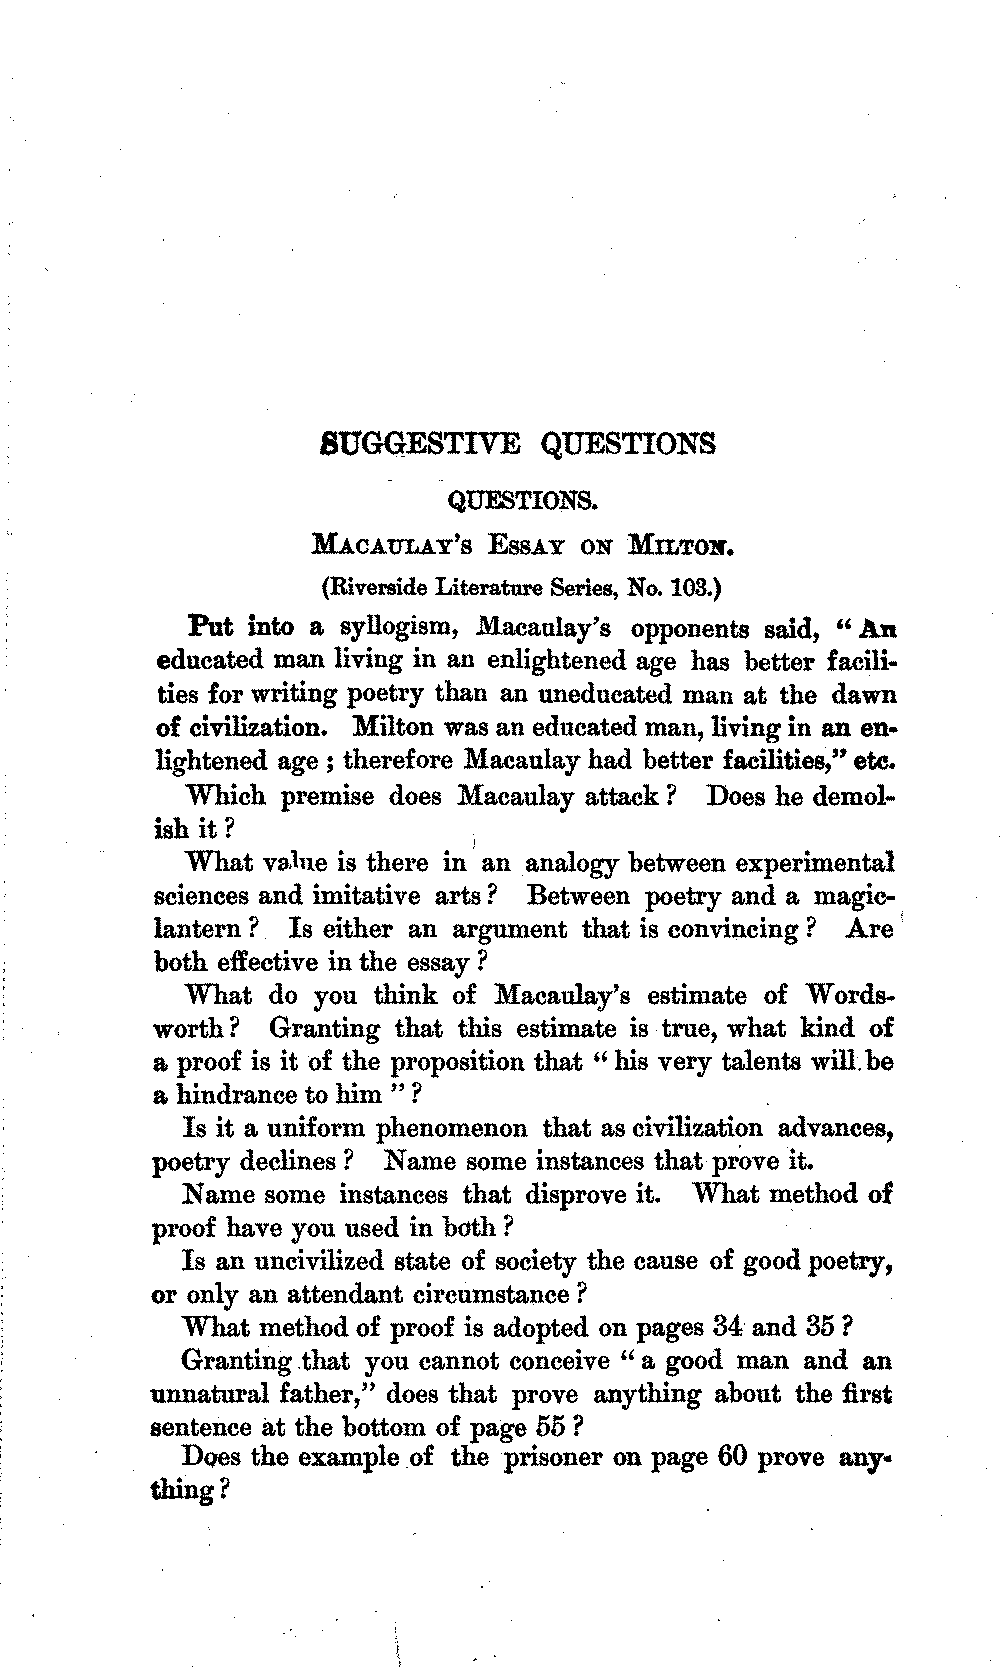 SUGGESTIVE QUESTIONS
QUESTIONS.
MACAULAY'S ESSAY ON MILTON.
(Riverside Literature Series, No. 103.)
Put into a syllogism, Macaulay's opponents said, "An
educated man living in an enlightened age has better facili-
ties for writing poetry than an uneducated man at the dawn
of civilization. Milton was an educated man, living in an en-
lightened age; therefore Macaulay had better facilities," etc.
Which premise does Macaulay attack? Does he demol-
ish it?
What value is there in an analogy between experimental
sciences and imitative arts? Between poetry and a magic-
lantern? Is either an argument that is convincing? Are
both effective in the essay?
What do you think of Macaulay's estimate of Words-
worth? Granting that this estimate is true, what kind of
a proof is it of the proposition that "his very talents will be
a hindrance to him"?
Is it a uniform phenomenon that as civilization advances,
poetry declines? Name some instances that prove it.
Name some instances that disprove it. What method of
proof have you used in both?
Is an uncivilized state of society the cause of good poetry,
or only an attendant circumstance?
What method of proof is adopted on pages 34 and 35?
Granting that you cannot conceive "a good man and an
unnatural father," does that prove anything about the first
sentence at the bottom of page 55?
Does the example of the prisoner on page 60 prove any-
thing?